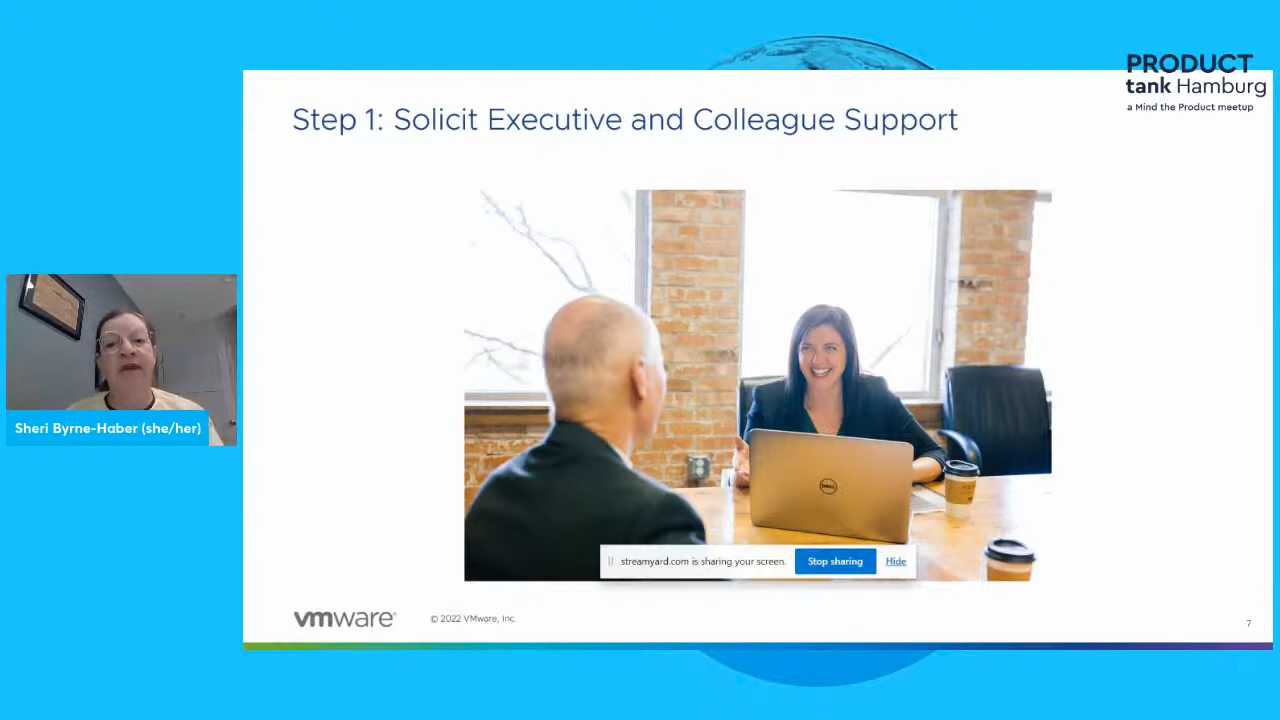 PRODUCT
tank Hamburg
a Mind the Product meetup
Step 1: Solicit Executive and Colleague Support
Sheri Byrne-Haber (she/her)
DELL
streamyard.com is sharing your screen. Stop sharing Hide
vmware® © 2022 VMware, Inc. 7